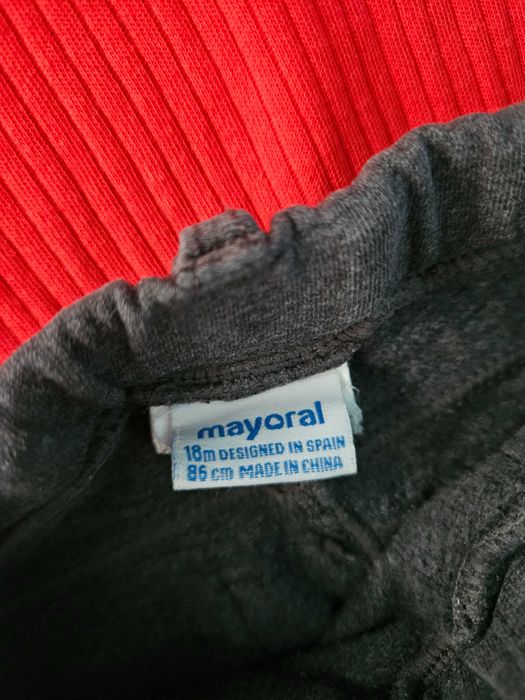 mayoral
18m DESIGNED IN SPAIN
86 cm MADE IN CHINA